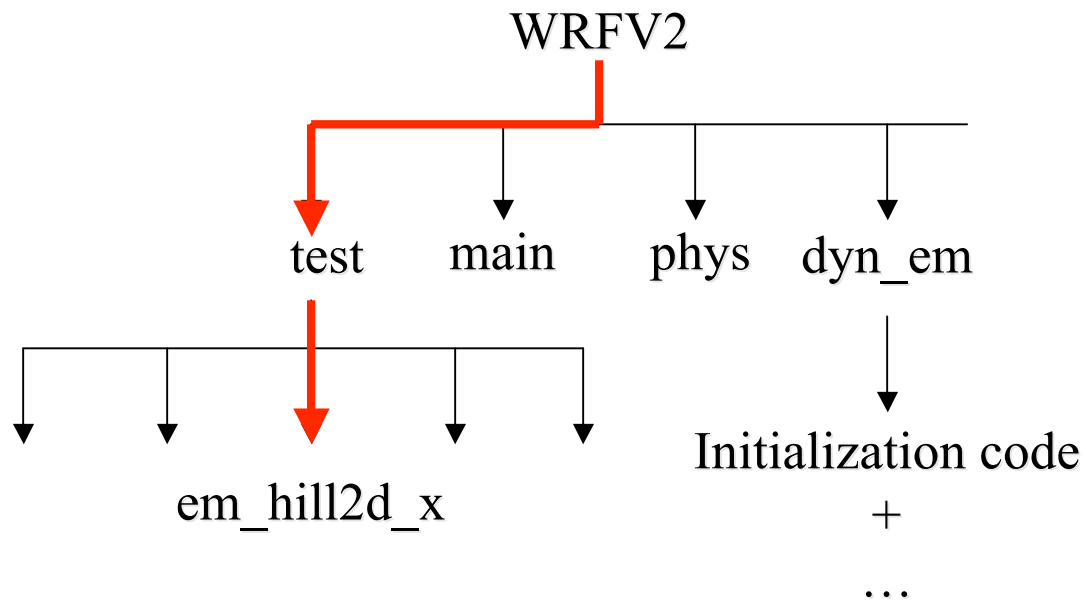 WRFV2
test main phys dyn_em
Initialization code
em_hill2d_x
+
…